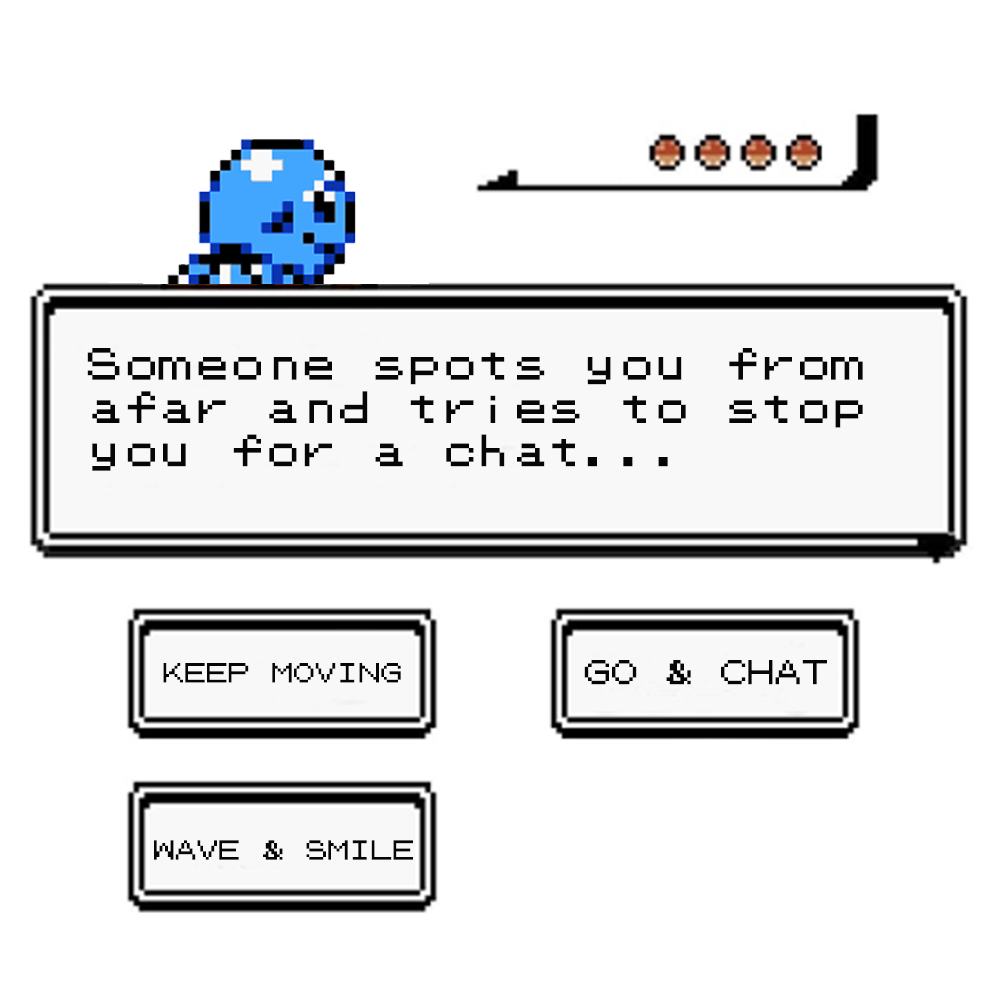 Someone spots you from
afar and tries to stop
you for a chat...
KEEP MOVING
GO & CHAT
WAVE & SMILE